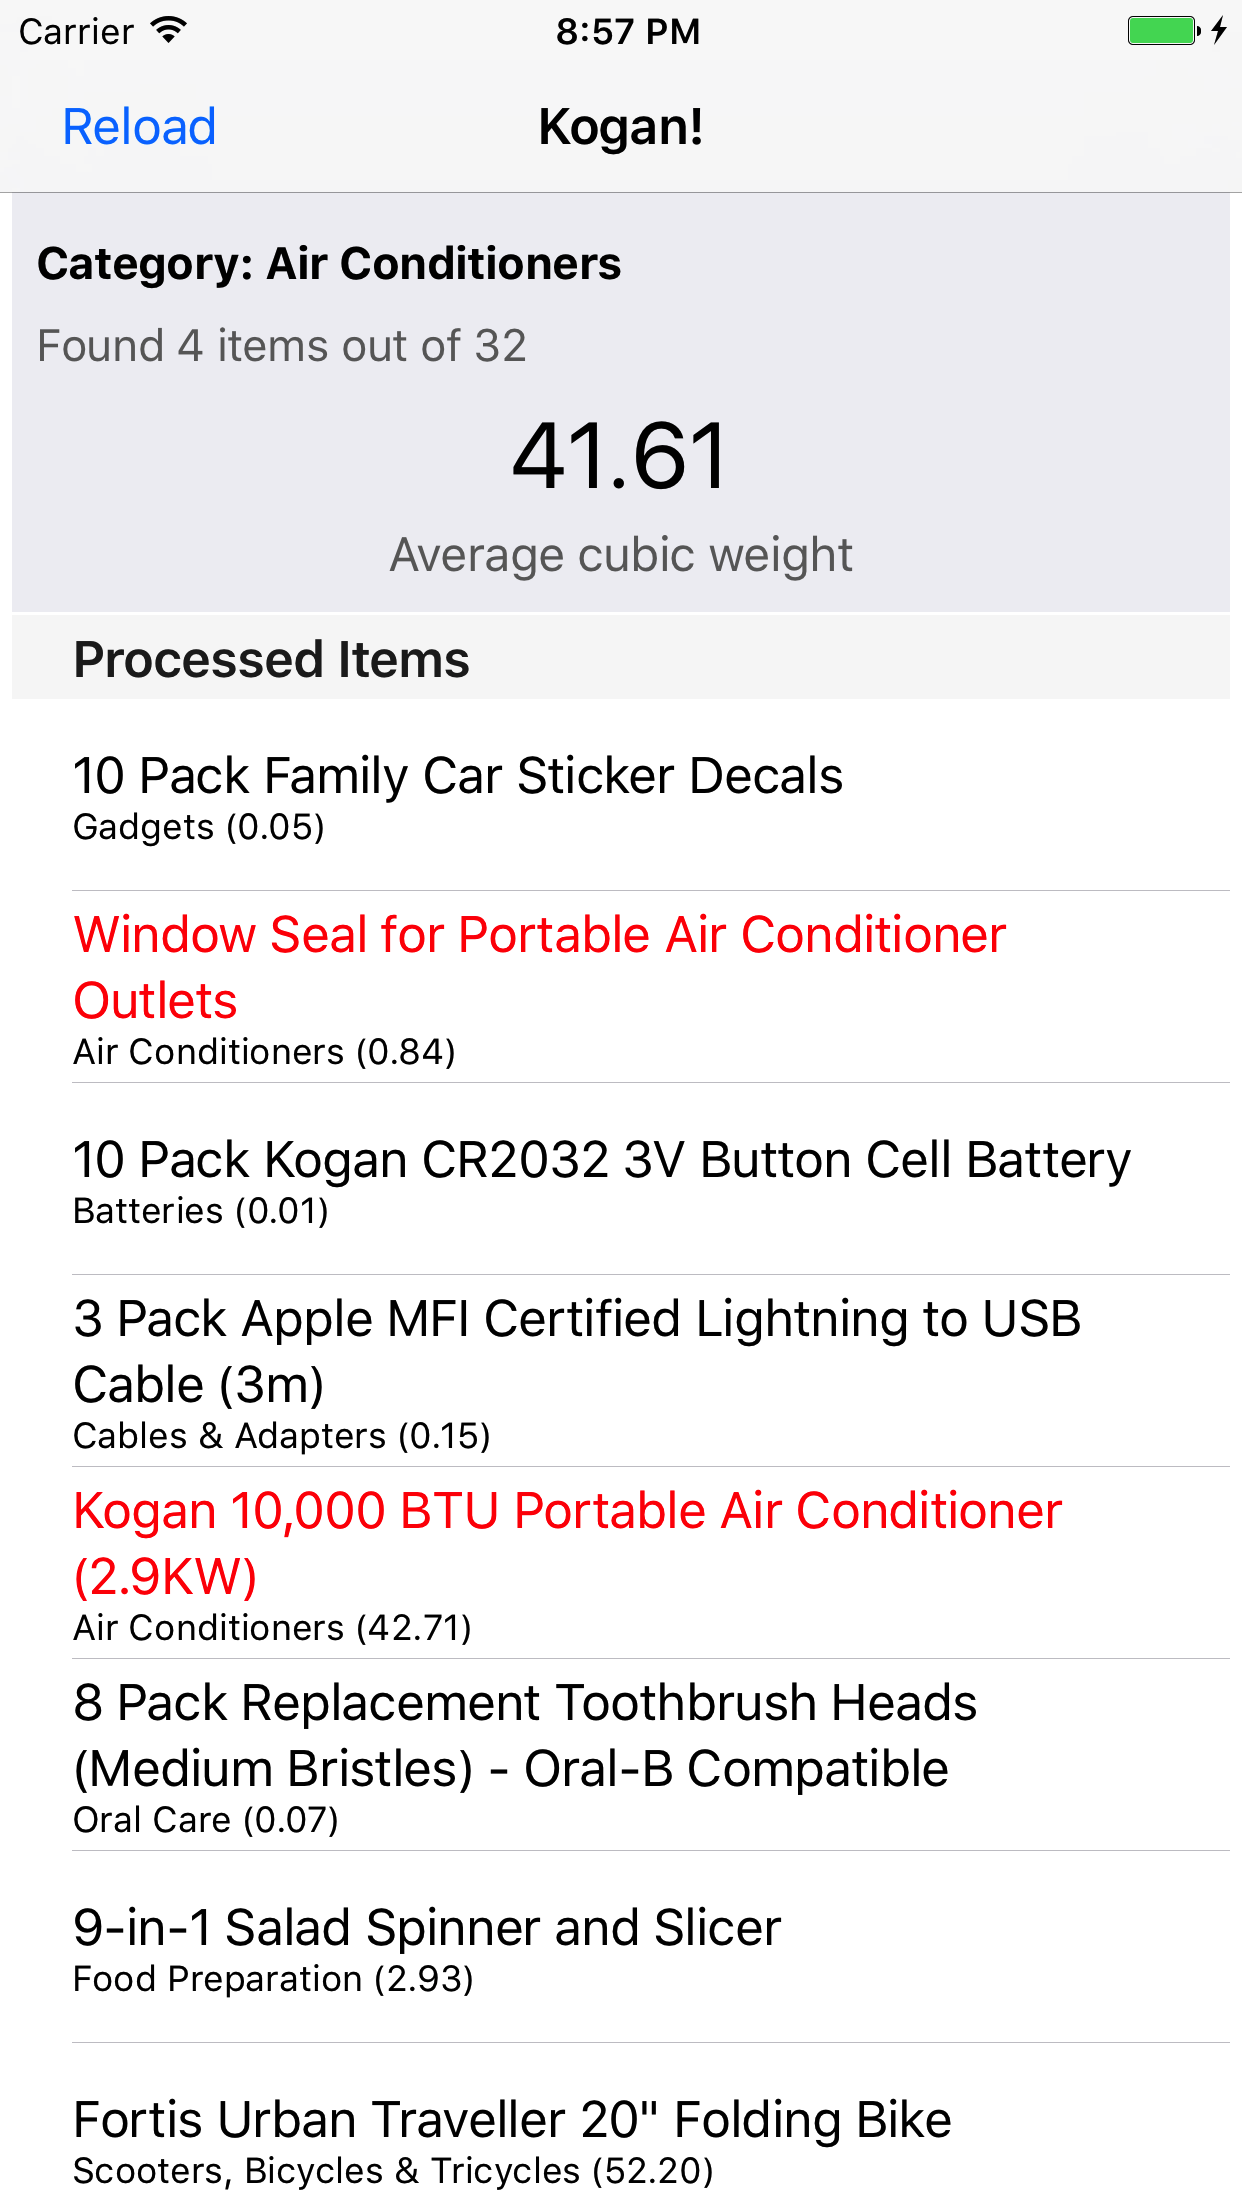 Carrier 8:57 PM
Reload Kogan!
Category: Air Conditioners
Found 4 items out of 32
41.61
Average cubic weight
Processed Items
10 Pack Family Car Sticker Decals
Gadgets (0.05)
Window Seal for Portable Air Conditioner
Outlets
Air Conditioners (0.84)
10 Pack Kogan CR2032 3V Button Cell Battery
Batteries (0.01)
3 Pack Apple MFI Certified Lightning to USB
Cable (3m)
Cables & Adapters (0.15)
Kogan 10,000 BTU Portable Air Conditioner
(2.9KW)
Air Conditioners (42.71)
8 Pack Replacement Toothbrush Heads
(Medium Bristles) - Oral-B Compatible
Oral Care (0.07)
9-in-1 Salad Spinner and Slicer
Food Preparation (2.93)
Fortis Urban Traveller 20" Folding Bike
Scooters, Bicycles & Tricycles (52.20)